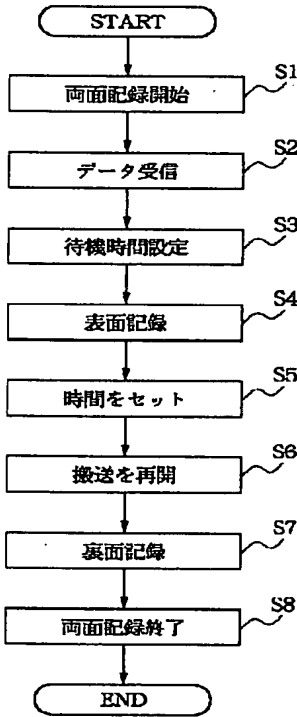 START
S1
両面記録開始
S2
データ受信
S3
待機時間設定
S4
表面記録
S5
時間をセット
S6
搬送を再開
S7
裏面記録
S8
両面記録終了
END